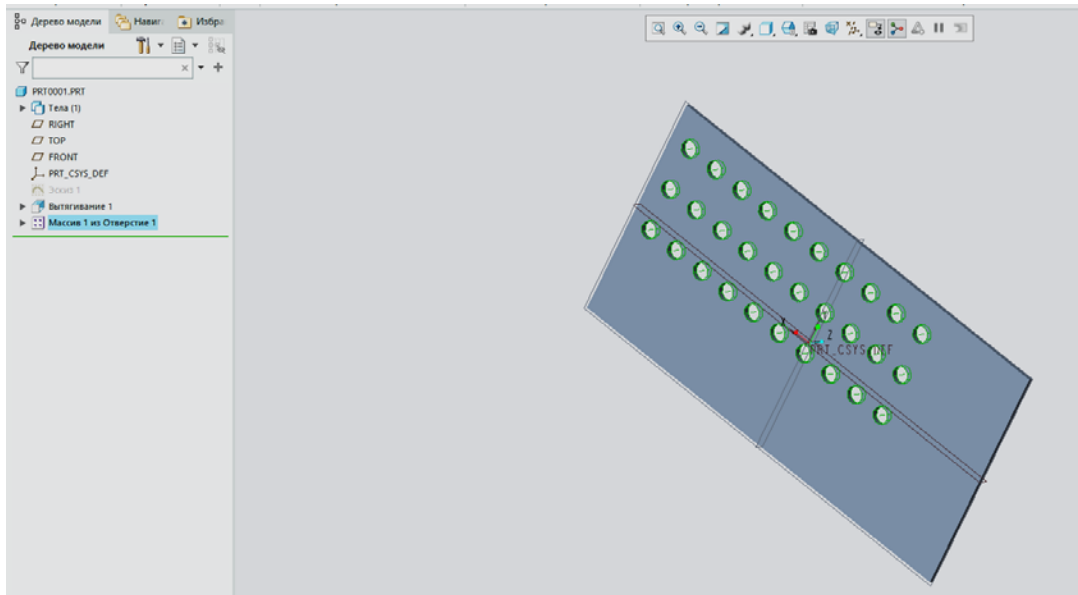 Дерево модели Навиг Избра
Дерево модели
PRT0001.PRT
Тела (1)
RIGHT
TOP
FRONT
PRT_CSYS_DEF
Эскиз 1
Вытягивание 1
Массив 1 из Отверстие 1
Y
Z
PRT_CSYS_DEF